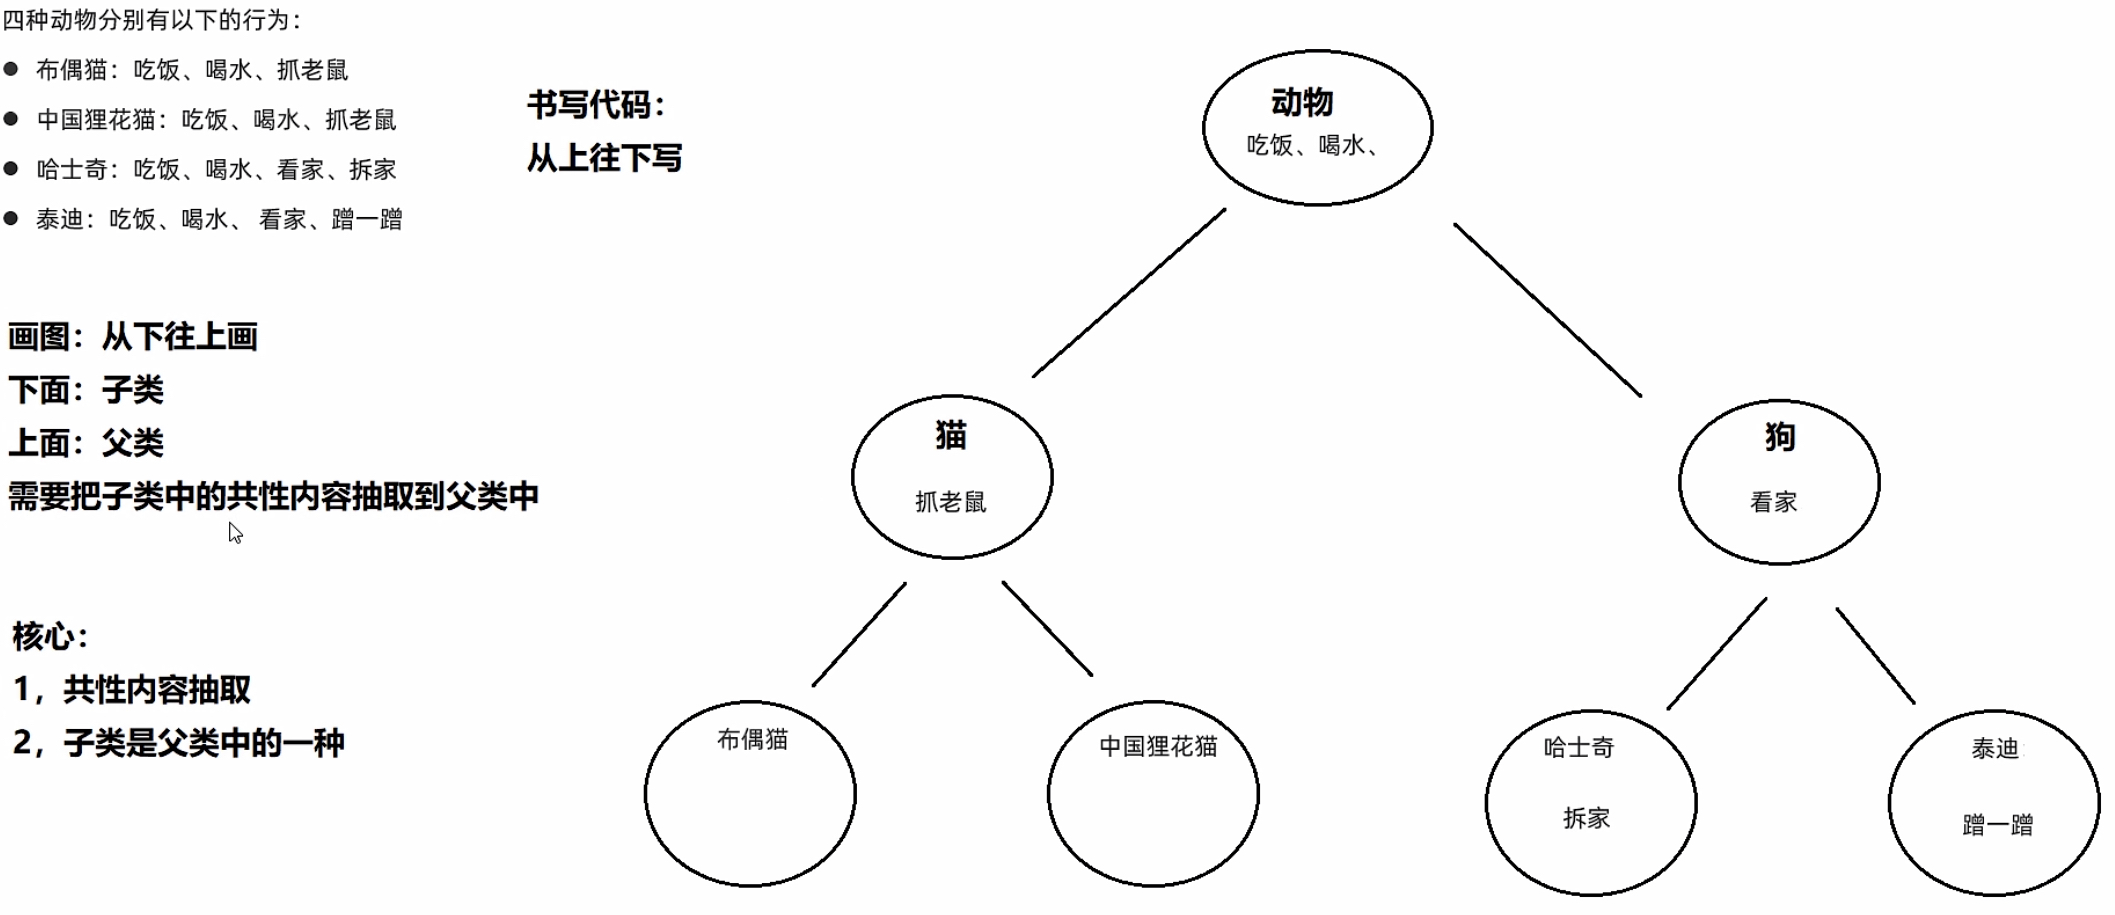 四种动物分别有以下的行为：
● 布偶猫：吃饭、喝水、抓老鼠
● 中国狸花猫：吃饭、喝水、抓老鼠
● 哈士奇：吃饭、喝水、看家、拆家
● 泰迪：吃饭、喝水、 看家、蹭一蹭
书写代码：
从上往下写
画图：从下往上画
下面：子类
上面：父类
需要把子类中的共性内容抽取到父类中
核心：
1，共性内容抽取
2，子类是父类中的一种
动物
吃饭、喝水、
猫
抓老鼠
狗
看家
布偶猫
中国狸花猫
哈士奇
拆家
泰迪
蹭一蹭